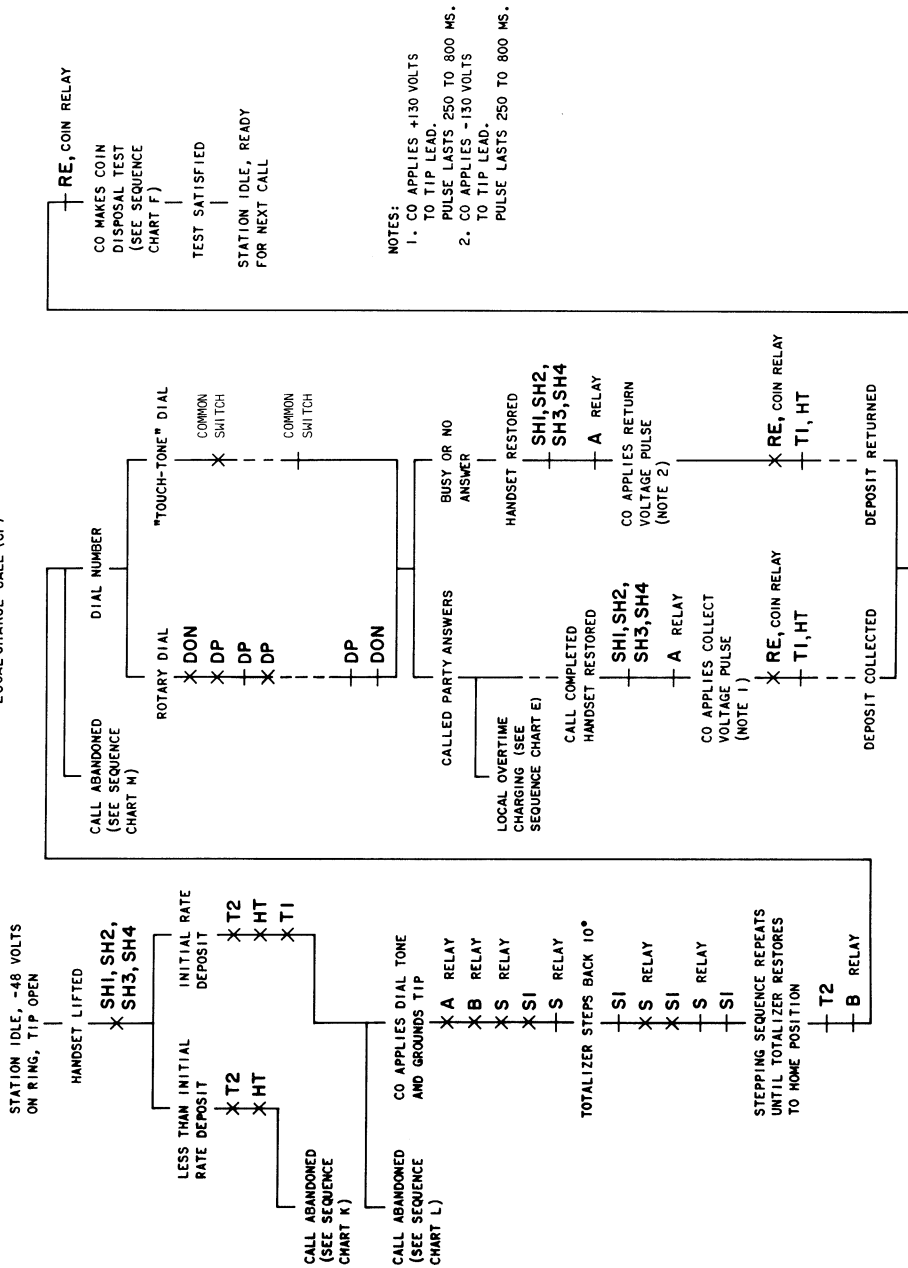 STATION IDLE, -48 VOLTS
ON RING, TIP OPEN
HANDSET LIFTED
SH1, SH2,
SH3, SH4
LESS THAN INITIAL
RATE DEPOSIT
T2
HT
CALL ABANDONED
(SEE SEQUENCE
CHART K)
INITIAL RATE
DEPOSIT
T2
HT
T1
CALL ABANDONED
(SEE SEQUENCE
CHART L)
CO APPLIES DIAL TONE
AND GROUNDS TIP
A RELAY
B RELAY
S RELAY
S1
S RELAY
TOTALIZER STEPS BACK 10°
S1
S RELAY
S1
S RELAY
S1
STEPPING SEQUENCE REPEATS
UNTIL TOTALIZER RESTORES
TO HOME POSITION
T2
B RELAY
CALL ABANDONED
(SEE SEQUENCE
CHART M)
DIAL NUMBER
ROTARY DIAL
DON
DP
DP
DP
DP
DON
"TOUCH-TONE" DIAL
COMMON
SWITCH
COMMON
SWITCH
CALLED PARTY ANSWERS
LOCAL OVERTIME
CHARGING (SEE
SEQUENCE CHART E)
CALL COMPLETED
HANDSET RESTORED
SH1, SH2,
SH3, SH4
A RELAY
CO APPLIES COLLECT
VOLTAGE PULSE
(NOTE 1)
RE, COIN RELAY
T1, HT
DEPOSIT COLLECTED
BUSY OR NO
ANSWER
HANDSET RESTORED
SH1, SH2,
SH3, SH4
A RELAY
CO APPLIES RETURN
VOLTAGE PULSE
(NOTE 2)
RE, COIN RELAY
T1, HT
DEPOSIT RETURNED
RE, COIN RELAY
CO MAKES COIN
DISPOSAL TEST
(SEE SEQUENCE
CHART F)
TEST SATISFIED
STATION IDLE, READY
FOR NEXT CALL
NOTES:
1. CO APPLIES +130 VOLTS
TO TIP LEAD.
PULSE LASTS 250 TO 800 MS.
2. CO APPLIES -130 VOLTS
TO TIP LEAD.
PULSE LASTS 250 TO 800 MS.